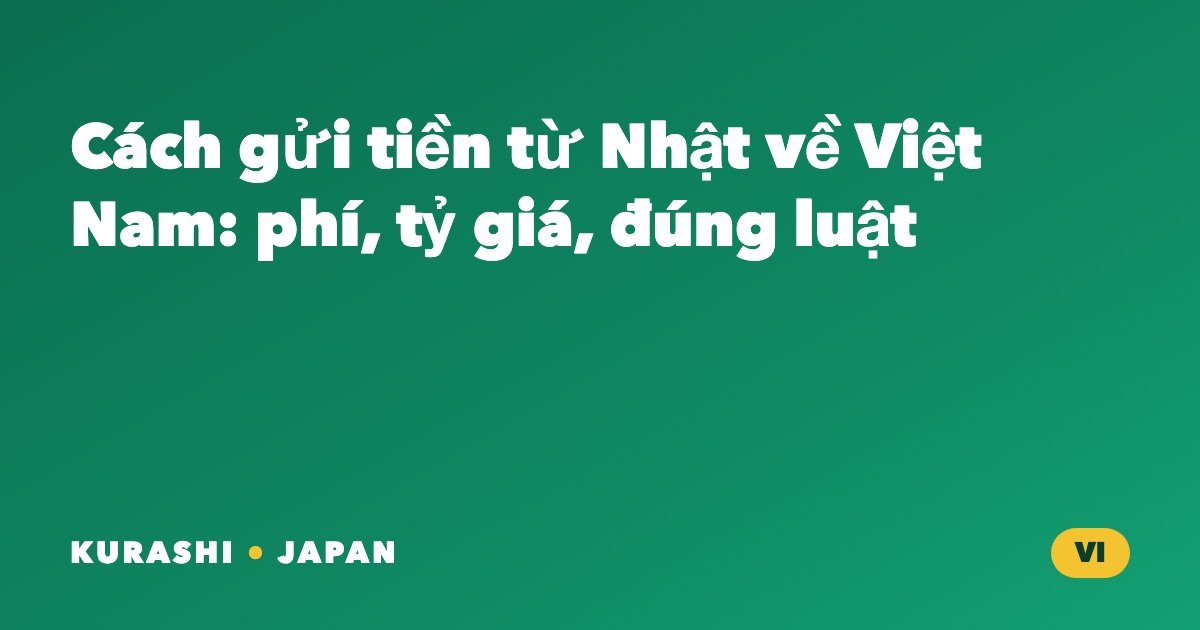 Cách gửi tiền từ Nhật về Việt
Nam: phí, tỷ giá, đúng luật
KURASHI • JAPAN
VI